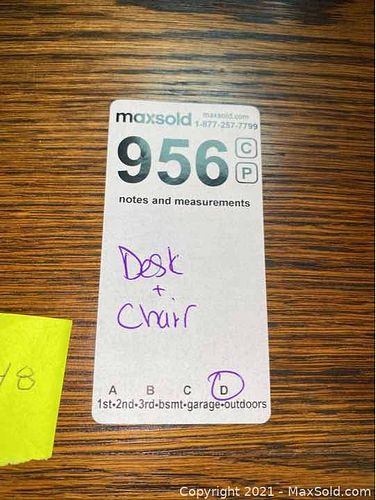 maxsold maxsold.com
1-877-257-7799
956 C
P
notes and measurements
Desk
+
Chair
48
A B C D
1st•2nd•3rd•bsmt•garage•outdoors
Copyright 2021 - MaxSold.com